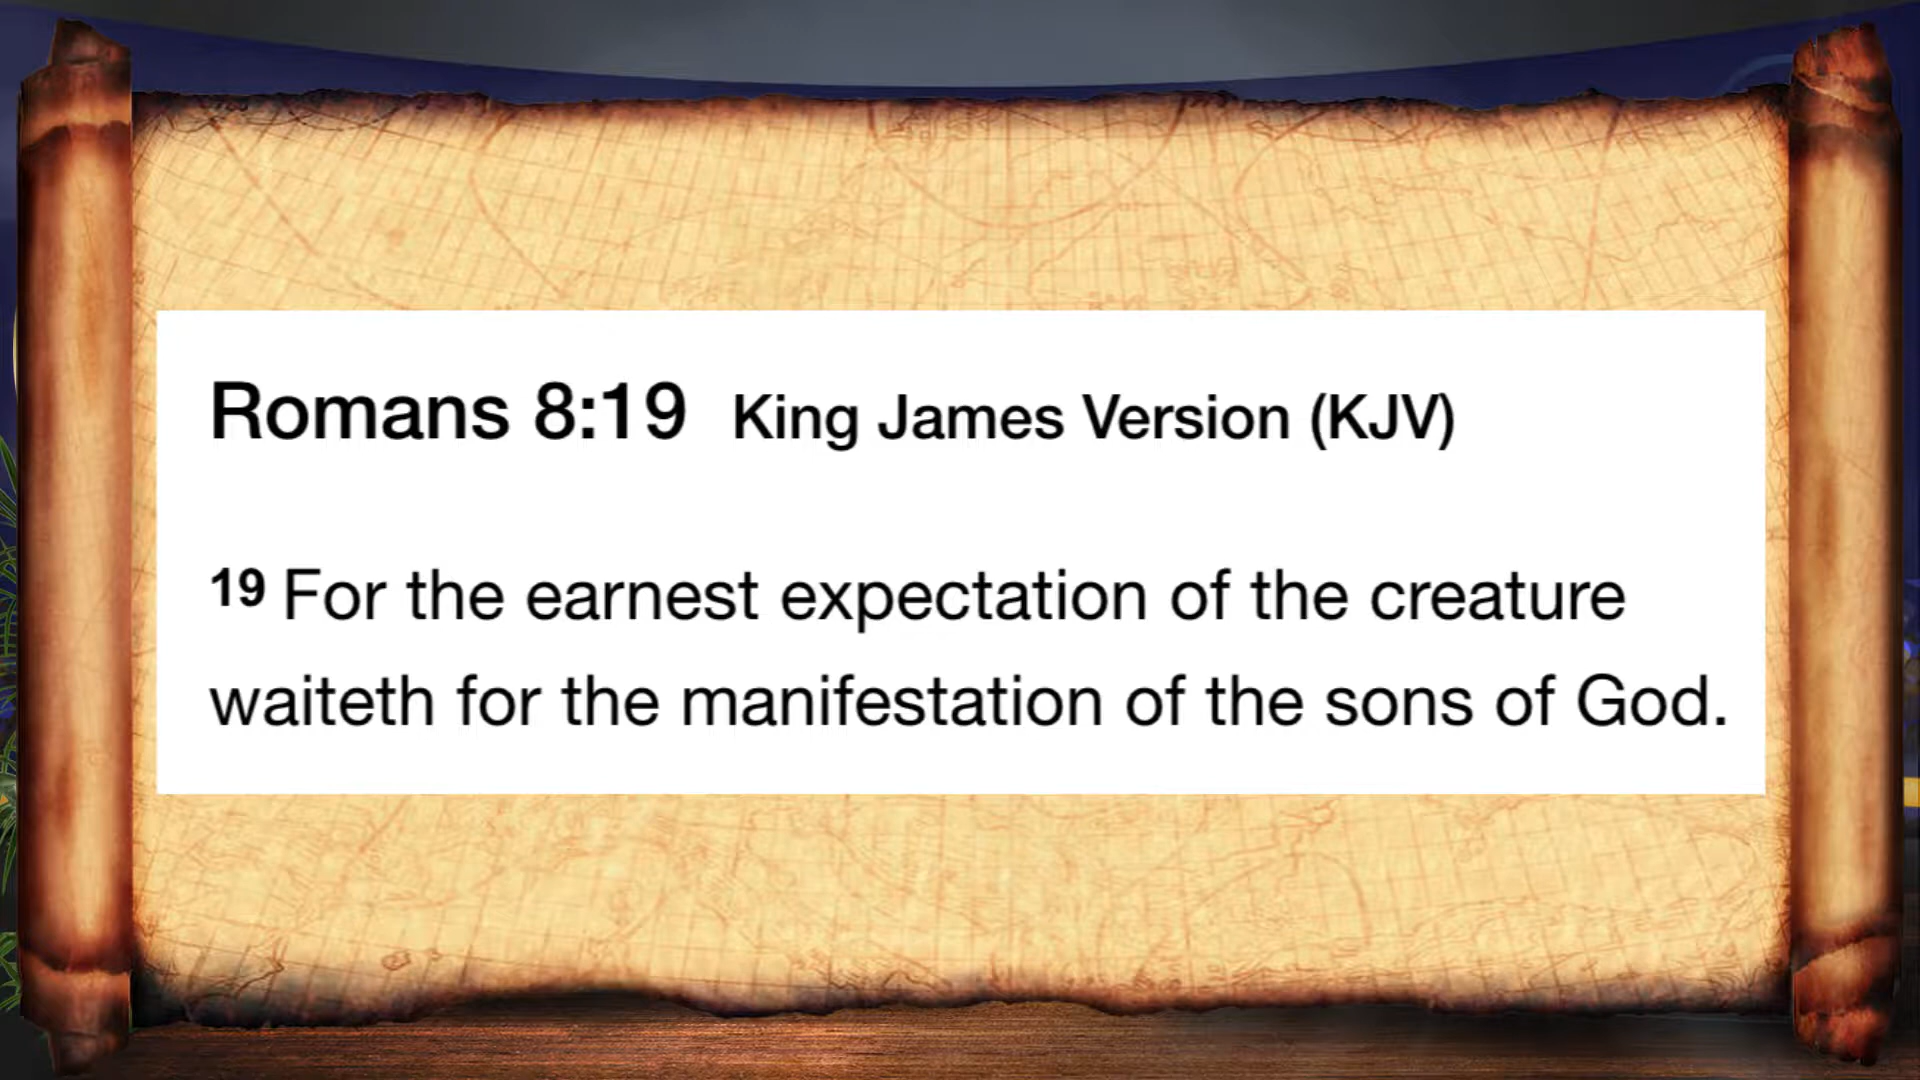 Romans 8:19 King James Version (KJV)
19 For the earnest expectation of the creature
waiteth for the manifestation of the sons of God.